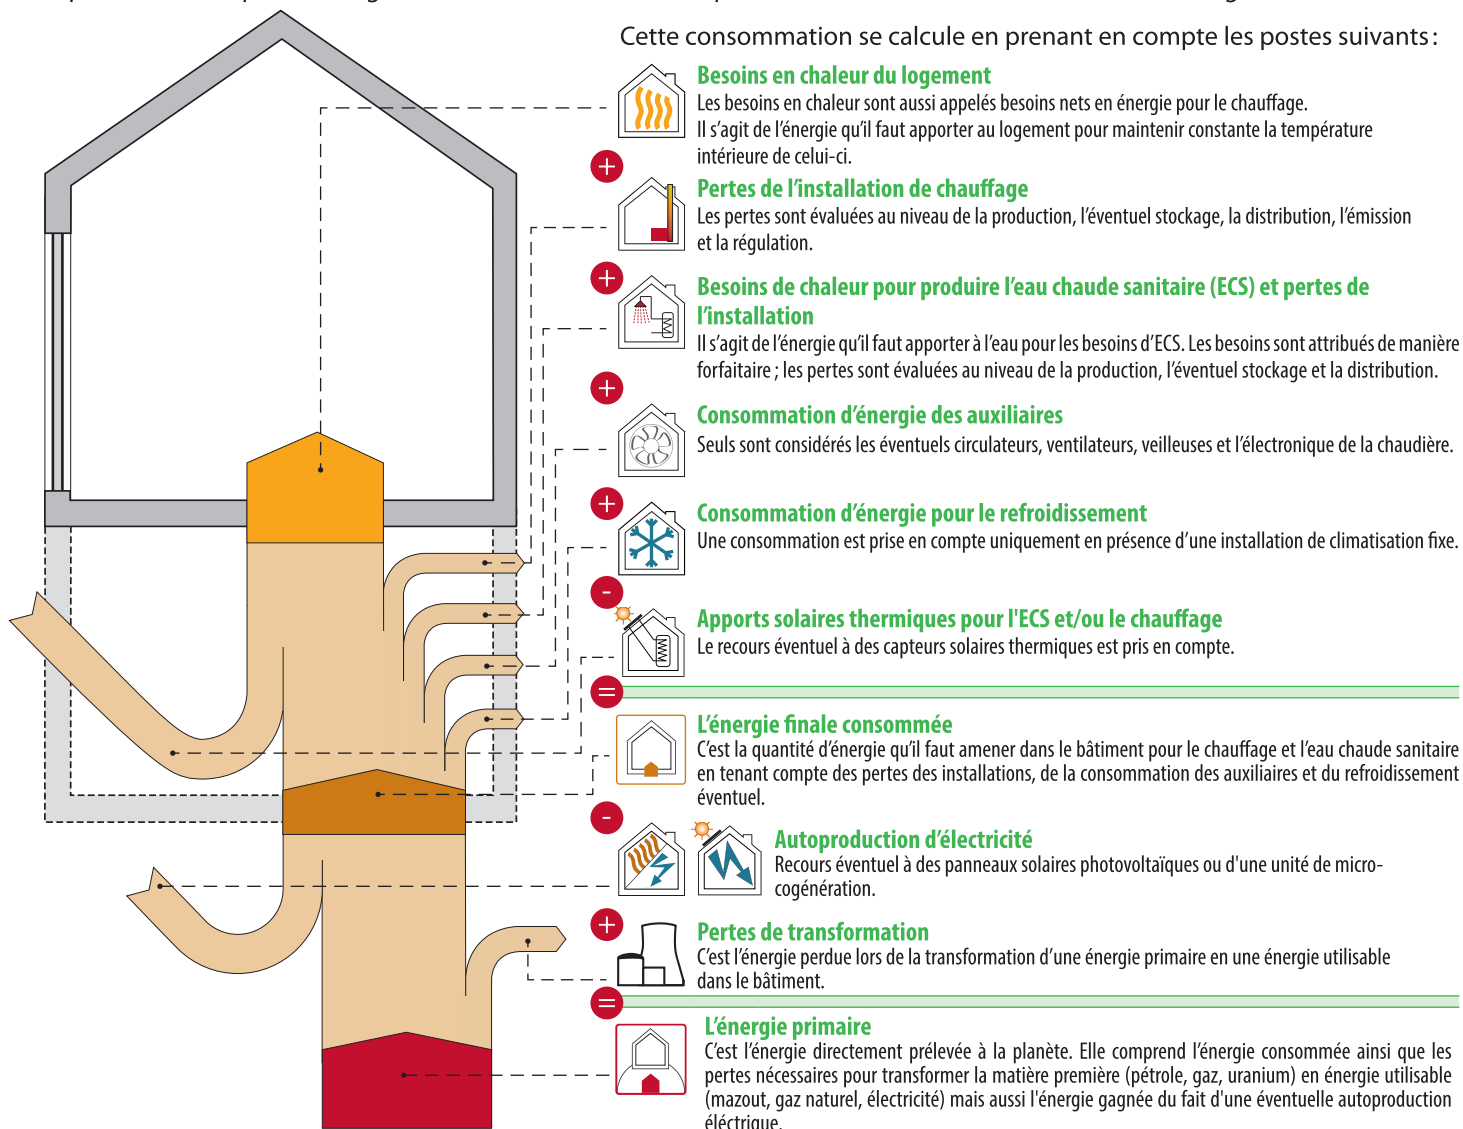 Cette consommation se calcule en prenant en compte les postes suivants :
Besoins en chaleur du logement
Les besoins en chaleur sont aussi appelés besoins nets en énergie pour le chauffage.
Il s'agit de l'énergie qu'il faut apporter au logement pour maintenir constante la température
intérieure de celui-ci.
+
Pertes de l'installation de chauffage
Les pertes sont évaluées au niveau de la production, l'éventuel stockage, la distribution, l'émission
et la régulation.
+
Besoins de chaleur pour produire l'eau chaude sanitaire (ECS) et pertes de
l'installation
Il s'agit de l'énergie qu'il faut apporter à l'eau pour les besoins d'ECS. Les besoins sont attribués de manière
forfaitaire ; les pertes sont évaluées au niveau de la production, l'éventuel stockage et la distribution.
+
Consommation d'énergie des auxiliaires
Seuls sont considérés les éventuels circulateurs, ventilateurs, veilleuses et l'électronique de la chaudière.
+
Consommation d'énergie pour le refroidissement
Une consommation est prise en compte uniquement en présence d'une installation de climatisation fixe.
-
Apports solaires thermiques pour l'ECS et/ou le chauffage
Le recours éventuel à des capteurs solaires thermiques est pris en compte.
=
L'énergie finale consommée
C'est la quantité d'énergie qu'il faut amener dans le bâtiment pour le chauffage et l'eau chaude sanitaire
en tenant compte des pertes des installations, de la consommation des auxiliaires et du refroidissement
éventuel.
-
Autoproduction d'électricité
Recours éventuel à des panneaux solaires photovoltaïques ou d'une unité de micro-
cogénération.
+
Pertes de transformation
C'est l'énergie perdue lors de la transformation d'une énergie primaire en une énergie utilisable
dans le bâtiment.
=
L'énergie primaire
C'est l'énergie directement prélevée à la planète. Elle comprend l'énergie consommée ainsi que les
pertes nécessaires pour transformer la matière première (pétrole, gaz, uranium) en énergie utilisable
(mazout, gaz naturel, électricité) mais aussi l'énergie gagnée du fait d'une éventuelle autoproduction
éléctrique.